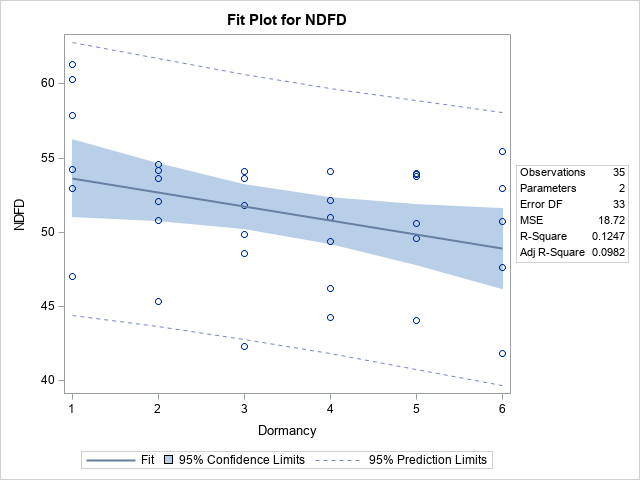 Fit Plot for NDFD
NDFD
60
55
50
45
40
1 2 3 4 5 6
Dormancy
Observations 35
Parameters 2
Error DF 33
MSE 18.72
R-Square 0.1247
Adj R-Square 0.0982
Fit 95% Confidence Limits 95% Prediction Limits